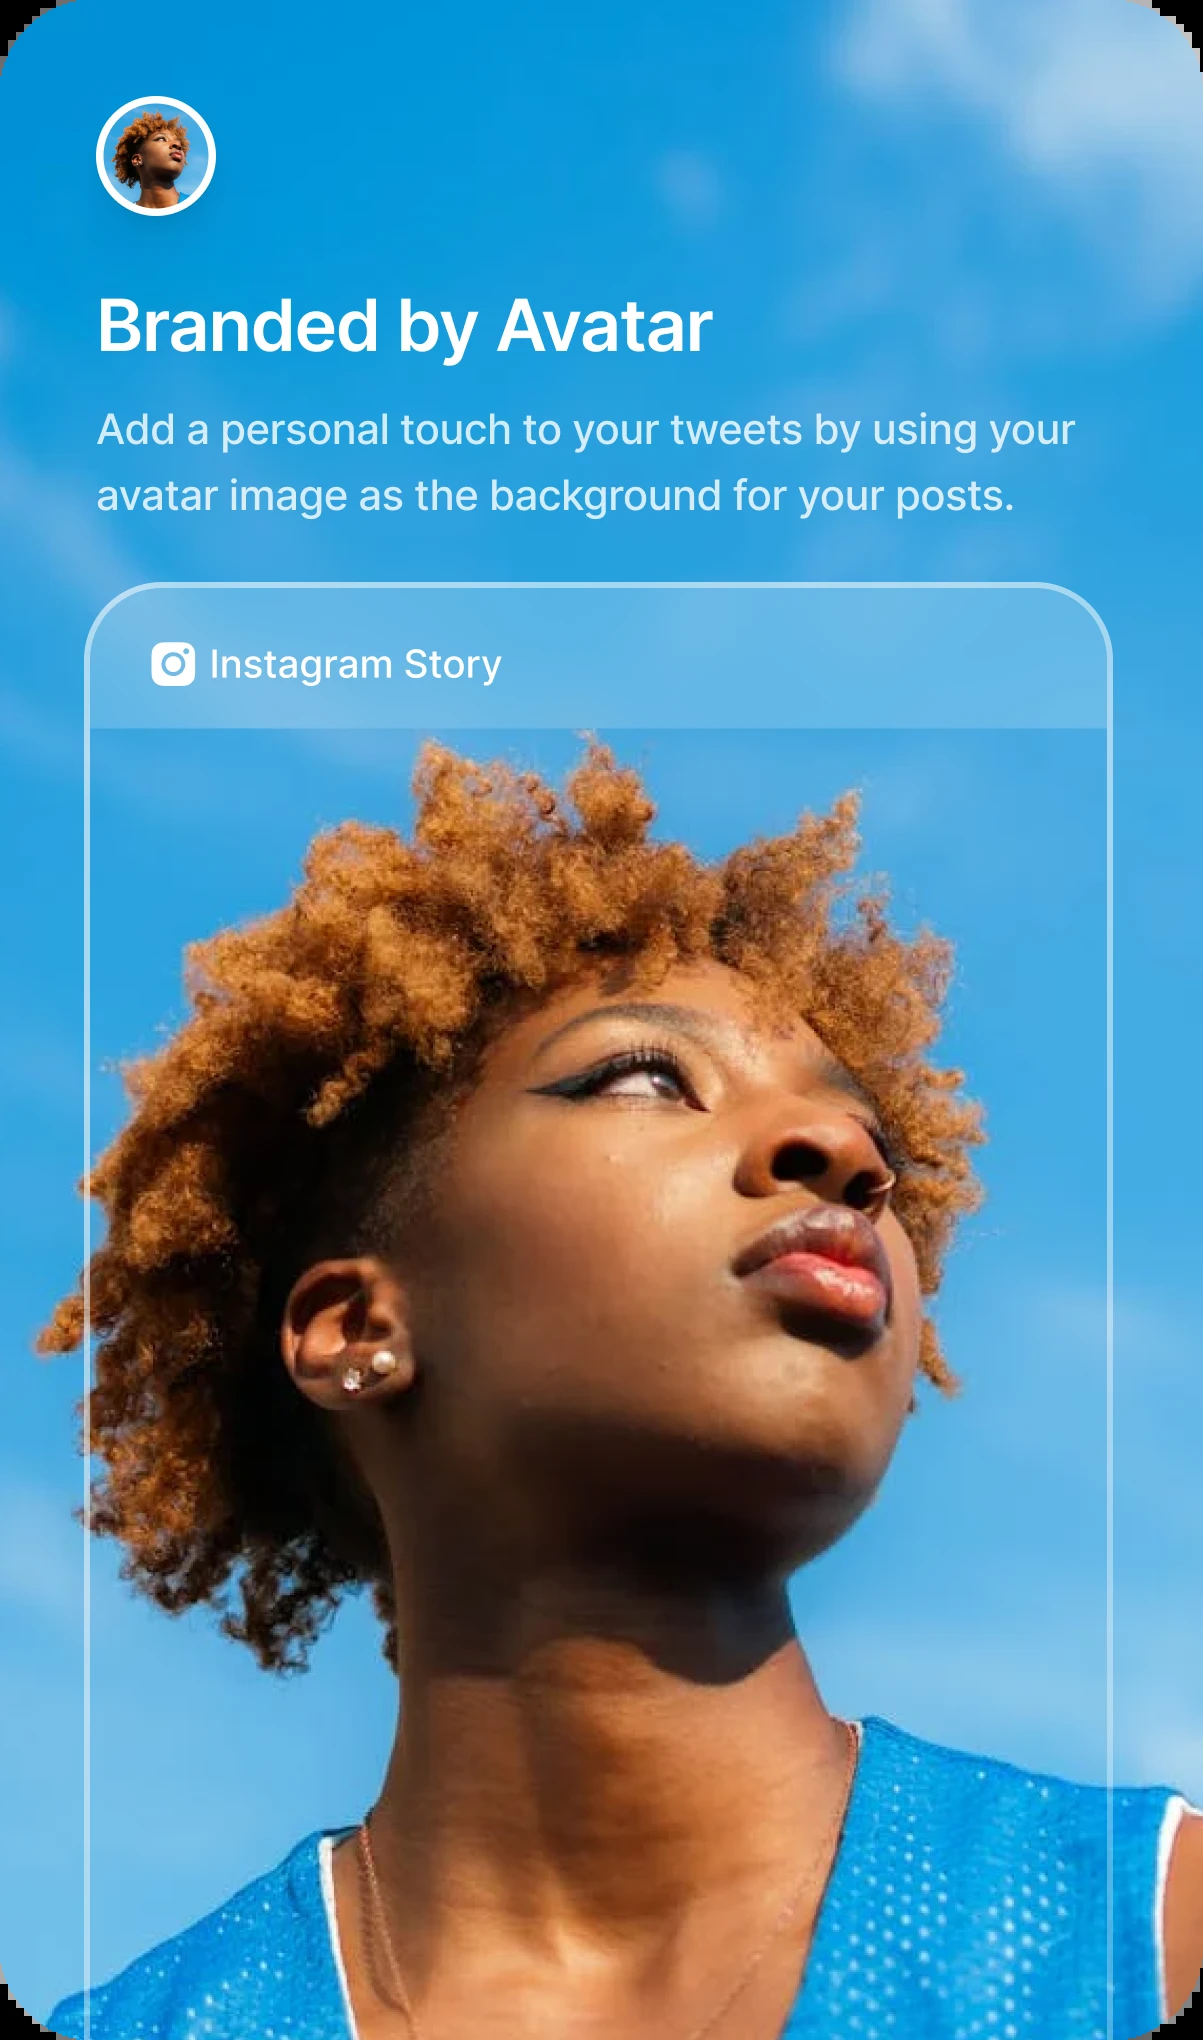 Branded by Avatar
Add a personal touch to your tweets by using your
avatar image as the background for your posts.
Instagram Story